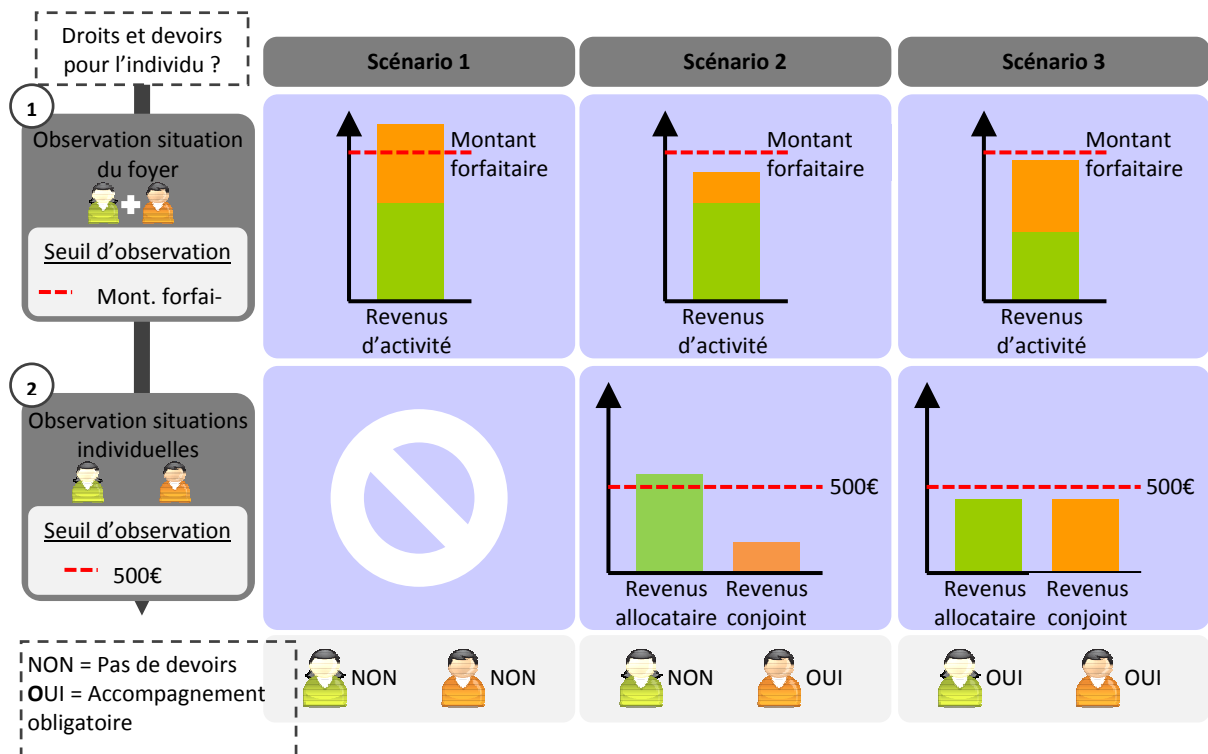 Droits et devoirs
pour l'individu ?
Scénario 1
Scénario 2
Scénario 3
1
Observation situation
du foyer
Seuil d'observation
Mont. forfai-
Montant
forfaitaire
Revenus
d'activité
Montant
forfaitaire
Revenus
d'activité
Montant
forfaitaire
Revenus
d'activité
2
Observation situations
individuelles
Seuil d'observation
500€
500€
Revenus
allocataire
Revenus
conjoint
500€
Revenus
allocataire
Revenus
conjoint
NON = Pas de devoirs
OUI = Accompagnement
obligatoire
NON
NON
NON
OUI
OUI
OUI